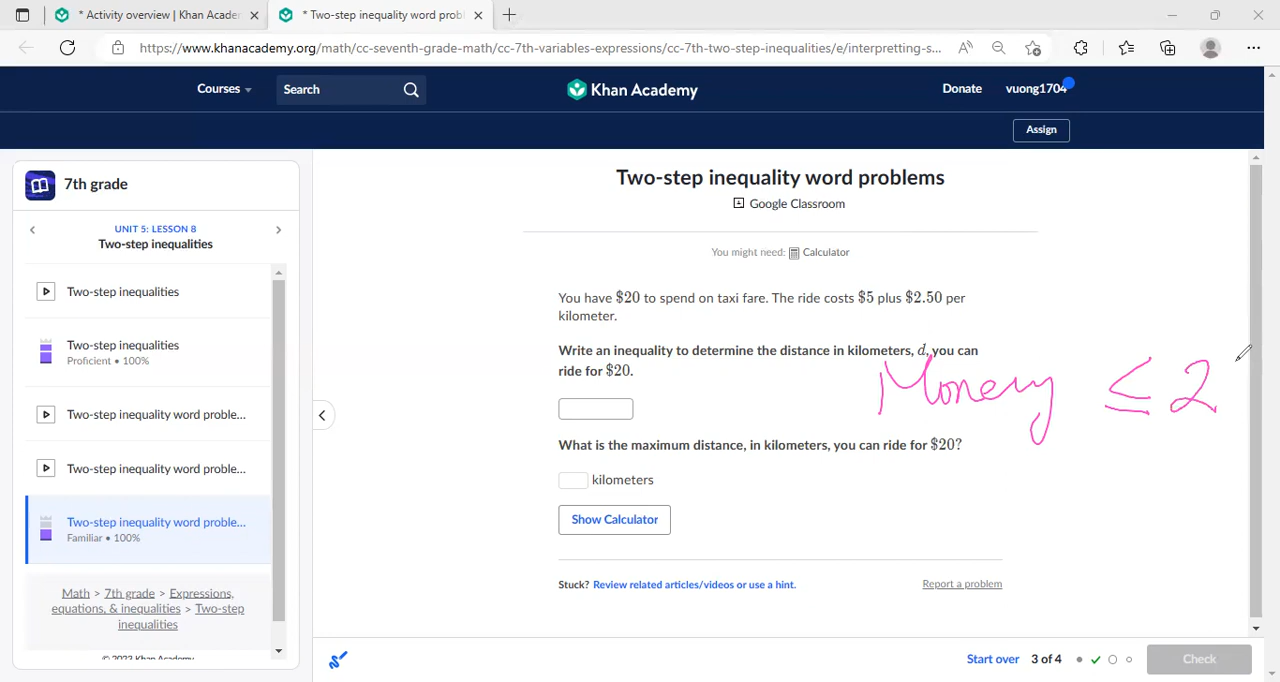 * Activity overview | Khan Acader
* Two-step inequality word probl
https://www.khanacademy.org/math/cc-seventh-grade-math/cc-7th-variables-expressions/cc-7th-two-step-inequalities/e/interpretting-s...
Courses
Search
Khan Academy
Donate
vuong1704
Assign
7th grade
UNIT 5: LESSON 8
Two-step inequalities
Two-step inequalities
Two-step inequalities
Proficient • 100%
Two-step inequality word proble...
Two-step inequality word proble...
Two-step inequality word proble...
Familiar • 100%
Math > 7th grade > Expressions,
equations, & inequalities > Two-step
inequalities
© 2023 Khan Academy
Two-step inequality word problems
Google Classroom
You might need: Calculator
You have $20 to spend on taxi fare. The ride costs $5 plus $2.50 per
kilometer.
Write an inequality to determine the distance in kilometers, d, you can
ride for $20.
Money ≤ 2
What is the maximum distance, in kilometers, you can ride for $20?
kilometers
Show Calculator
Stuck? Review related articles/videos or use a hint.
Report a problem
Start over
3 of 4
Check